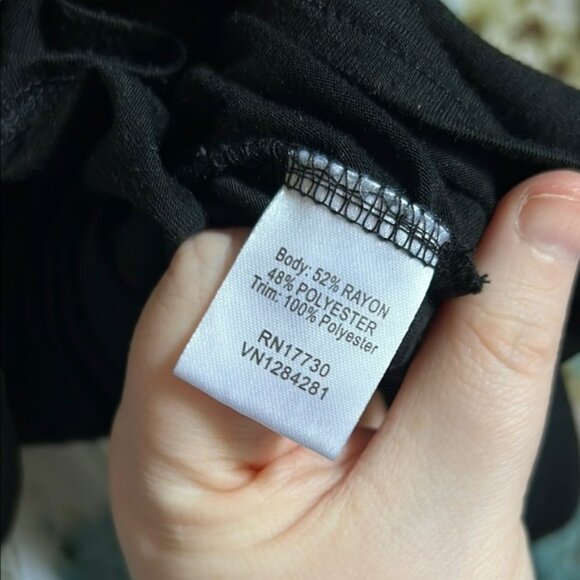 Body: 52% RAYON
48% POLYESTER
Trim: 100% Polyester
RN17730
VN1284281